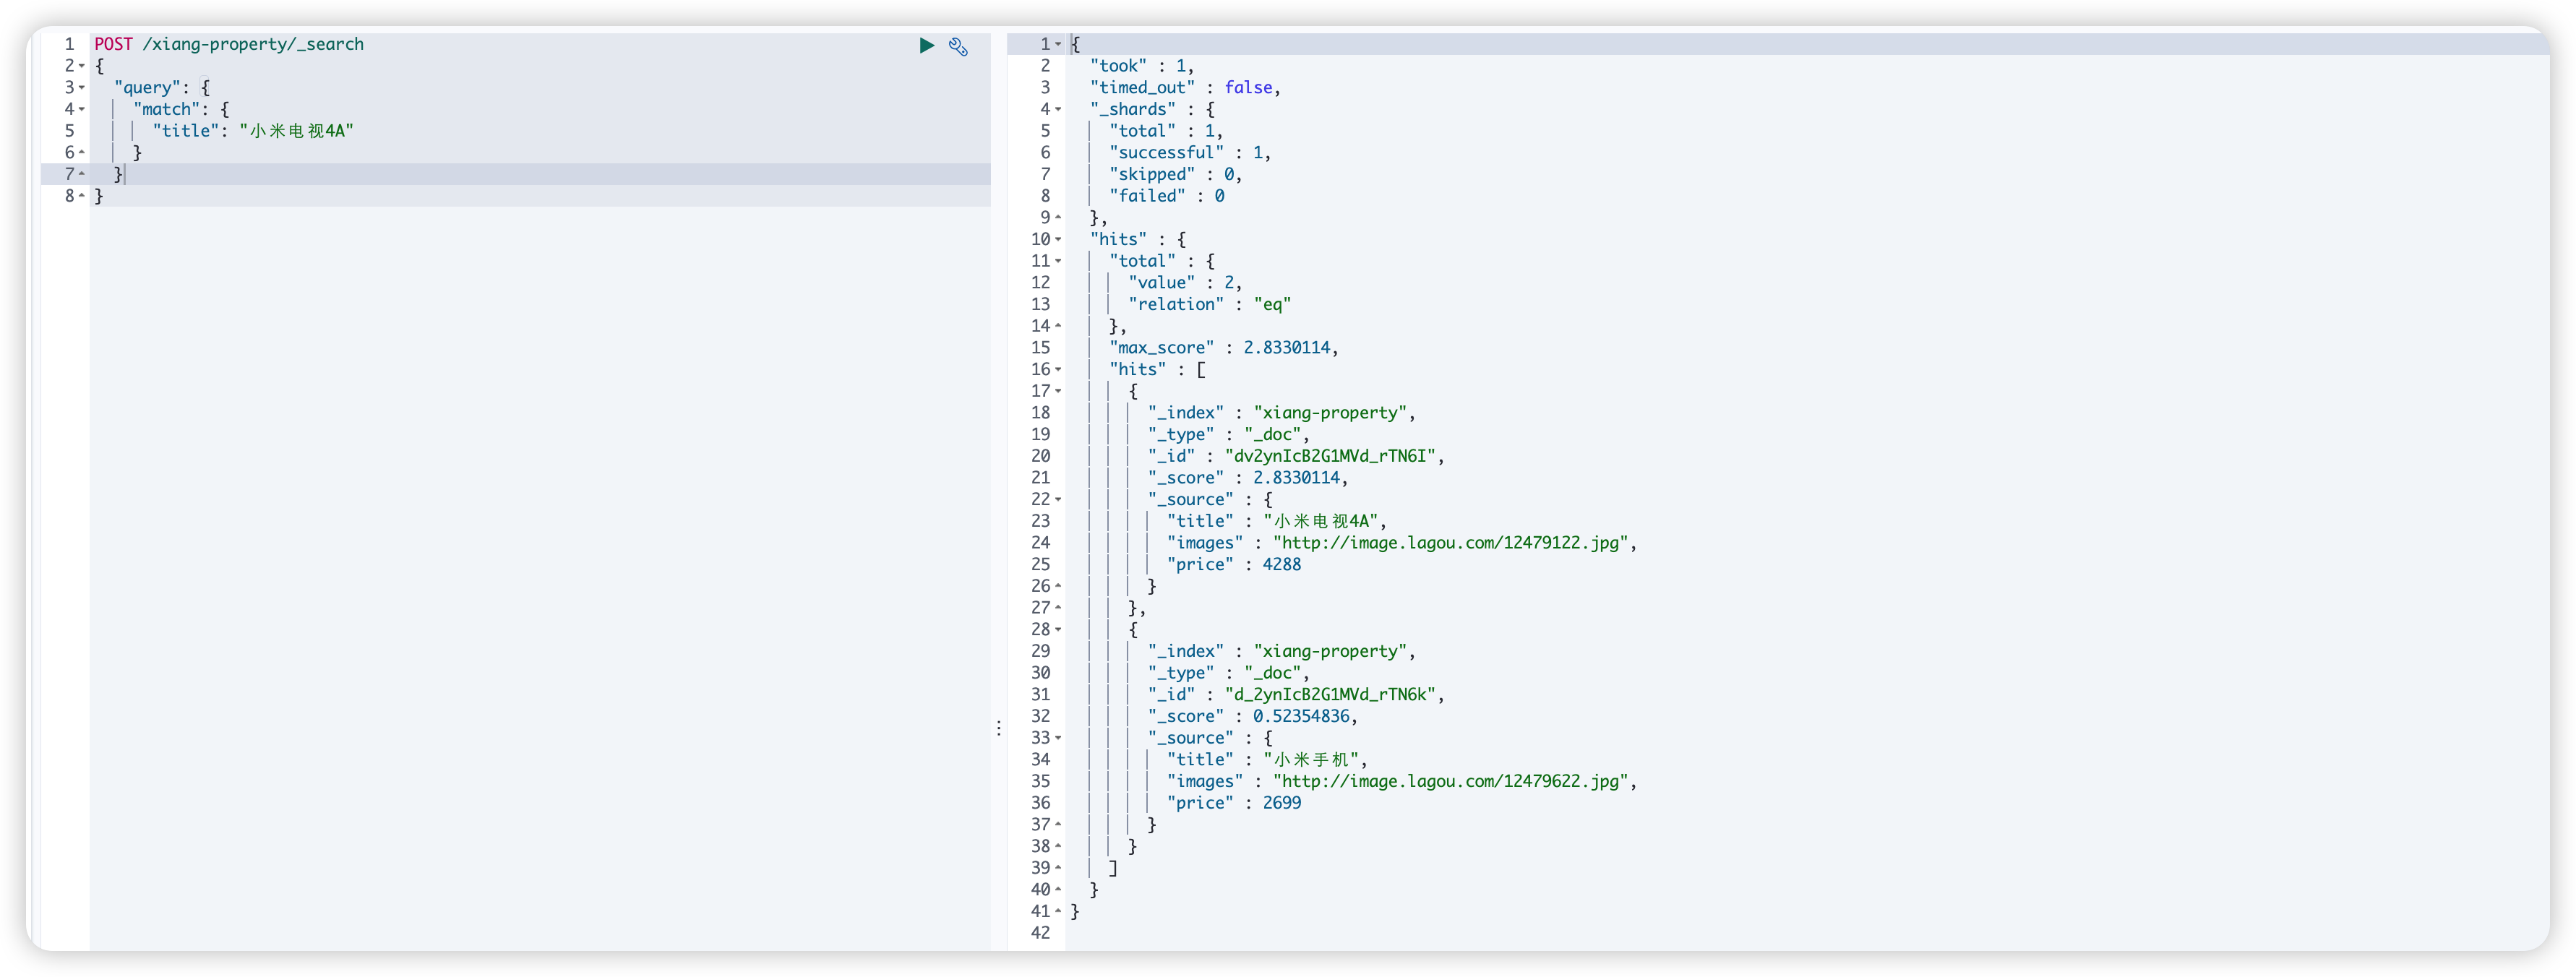 1 POST /xiang-property/_search
2 {
3 "query": {
4 "match": {
5 "title": "小米电视4A"
6 }
7 }
8 }
1 {
2 "took" : 1,
3 "timed_out" : false,
4 "_shards" : {
5 "total" : 1,
6 "successful" : 1,
7 "skipped" : 0,
8 "failed" : 0
9 },
10 "hits" : {
11 "total" : {
12 "value" : 2,
13 "relation" : "eq"
14 },
15 "max_score" : 2.8330114,
16 "hits" : [
17 {
18 "_index" : "xiang-property",
19 "_type" : "_doc",
20 "_id" : "dv2ynIcB2G1MVd_rTN6I",
21 "_score" : 2.8330114,
22 "_source" : {
23 "title" : "小米电视4A",
24 "images" : "http://image.lagou.com/12479122.jpg",
25 "price" : 4288
26 }
27 },
28 {
29 "_index" : "xiang-property",
30 "_type" : "_doc",
31 "_id" : "d_2ynIcB2G1MVd_rTN6k",
32 "_score" : 0.52354836,
33 "_source" : {
34 "title" : "小米手机",
35 "images" : "http://image.lagou.com/12479622.jpg",
36 "price" : 2699
37 }
38 }
39 ]
40 }
41 }
42